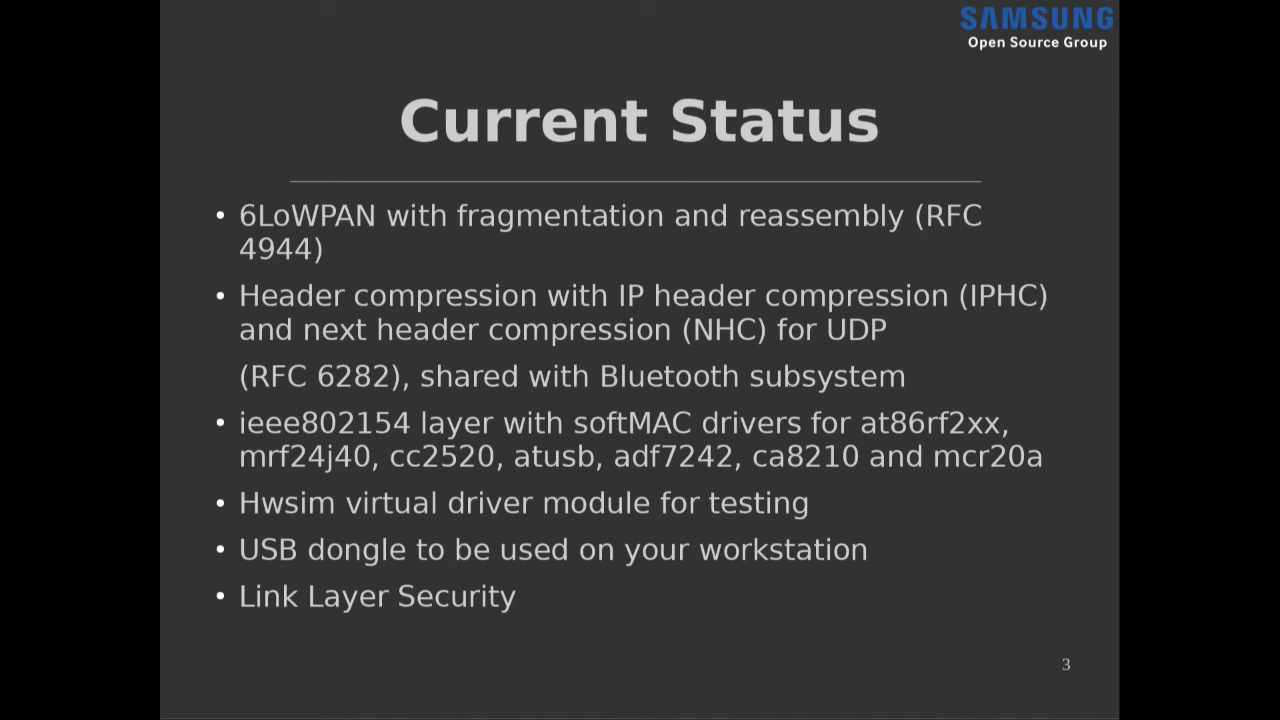 SAMSUNG
Open Source Group
Current Status
• 6LoWPAN with fragmentation and reassembly (RFC
4944)
• Header compression with IP header compression (IPHC)
and next header compression (NHC) for UDP
(RFC 6282), shared with Bluetooth subsystem
• ieee802154 layer with softMAC drivers for at86rf2xx,
mrf24j40, cc2520, atusb, adf7242, ca8210 and mcr20a
• Hwsim virtual driver module for testing
• USB dongle to be used on your workstation
• Link Layer Security
3